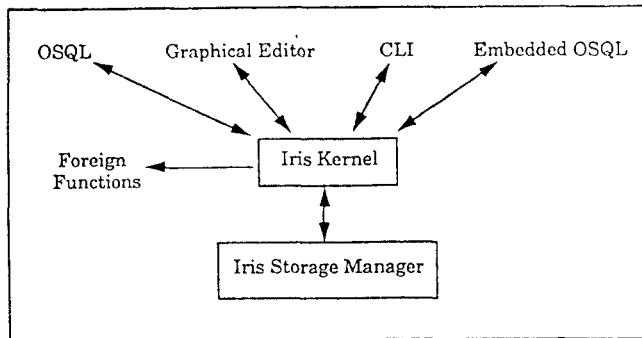 OSQL
Graphical Editor
CLI
Embedded OSQL
Iris Kernel
Foreign
Functions
Iris Storage Manager